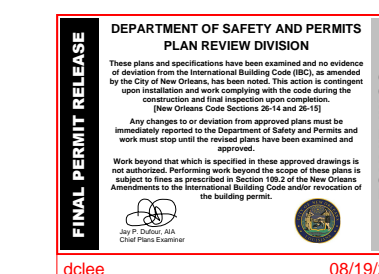 FINAL PERMIT RELEASE
DEPARTMENT OF SAFETY AND PERMITS
PLAN REVIEW DIVISION
These plans and specifications have been examined and no evidence
of deviation from the International Building Code (IBC), as amended
by the City of New Orleans, has been noted. This action is contingent
upon installation and work complying with the code during the
construction and final inspection upon completion.
[New Orleans Code Sections 26-14 and 26-15]
Any changes to or deviation from approved plans must be
immediately reported to the Department of Safety and Permits and
work must stop until the revised plans have been examined and
approved.
Work beyond that which is specified in these approved drawings is
not authorized. Performing work beyond the scope of these plans is
subject to fines as prescribed in Section 109.2 of the New Orleans
Amendments to the International Building Code and/or revocation of
the building permit.
Jay P. Dufour, AIA
Chief Plans Examiner
dclee
08/19/